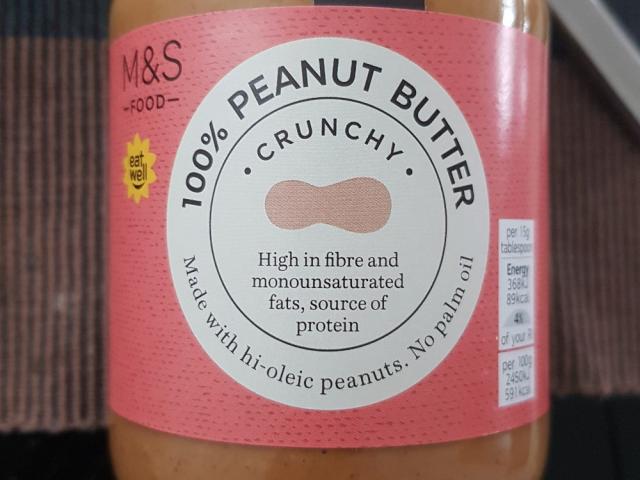 M&S
-FOOD-
eat
well
100% PEANUT BUTTER
• CRUNCHY •
High in fibre and
monounsaturated
fats, source of
protein
Made with hi-oleic peanuts. No palm oil
per 15g
tablespoon
Energy
368kJ
89kcal
4%
of your RI
per 100g
2450kJ
591kcal